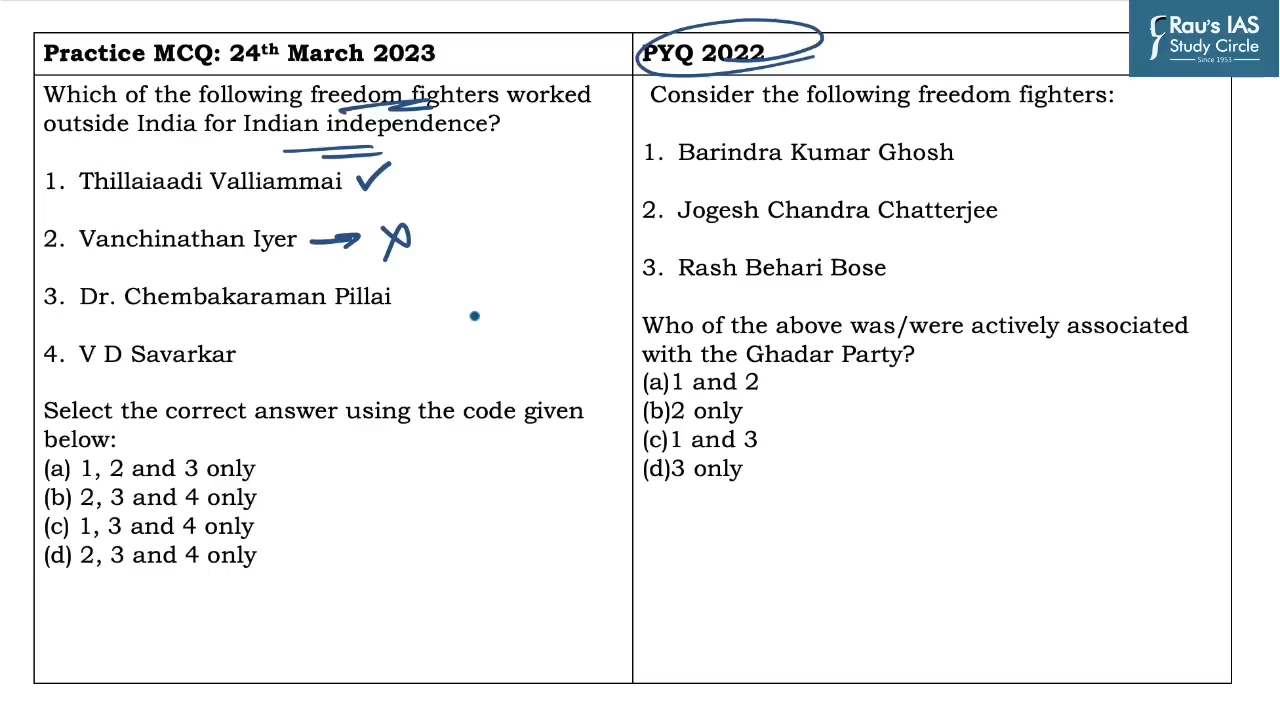 Rau's IAS
Study Circle
Since 1953
Practice MCQ: 24th March 2023
Which of the following freedom fighters worked
outside India for Indian independence?
1. Thillaiaadi Valliammai
2. Vanchinathan Iyer
3. Dr. Chembakaraman Pillai
4. V D Savarkar
Select the correct answer using the code given
below:
(a) 1, 2 and 3 only
(b) 2, 3 and 4 only
(c) 1, 3 and 4 only
(d) 2, 3 and 4 only
PYQ 2022
Consider the following freedom fighters:
1. Barindra Kumar Ghosh
2. Jogesh Chandra Chatterjee
3. Rash Behari Bose
Who of the above was/were actively associated
with the Ghadar Party?
(a)1 and 2
(b)2 only
(c)1 and 3
(d)3 only